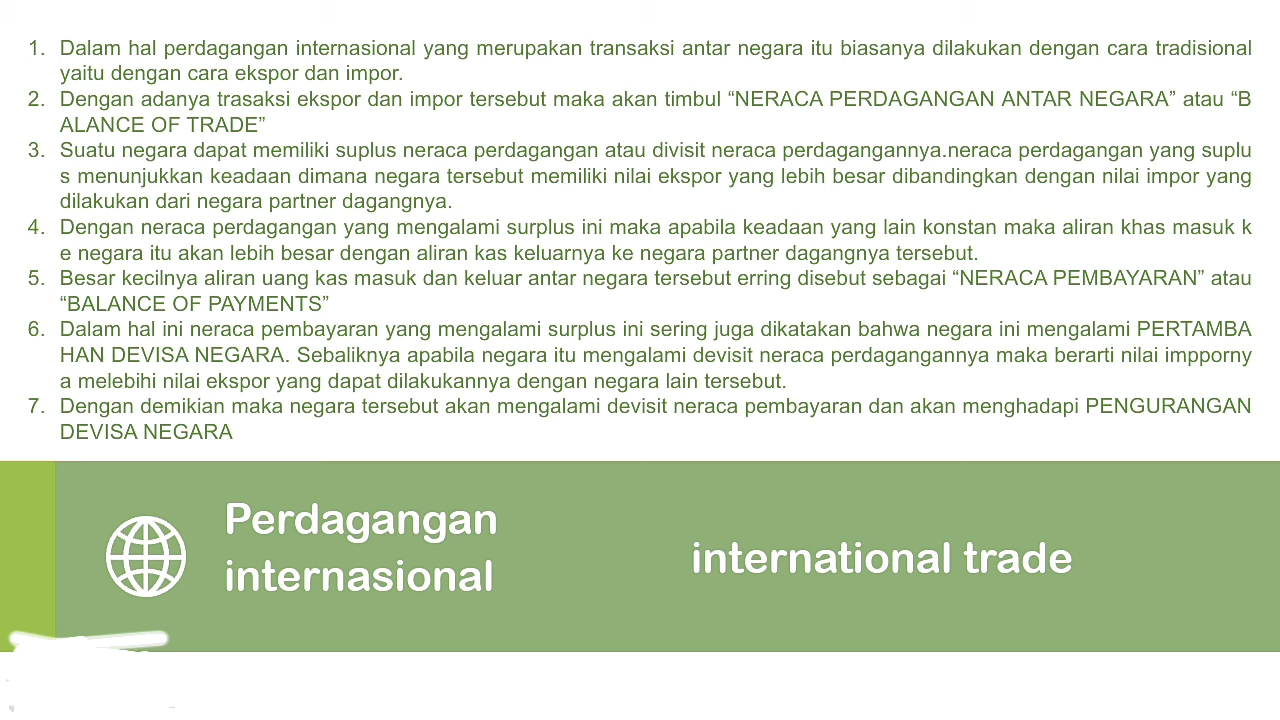 1. Dalam hal perdagangan internasional yang merupakan transaksi antar negara itu biasanya dilakukan dengan cara tradisional
yaitu dengan cara ekspor dan impor.
2. Dengan adanya trasaksi ekspor dan impor tersebut maka akan timbul “NERACA PERDAGANGAN ANTAR NEGARA” atau “B
ALANCE OF TRADE”
3. Suatu negara dapat memiliki suplus neraca perdagangan atau divisit neraca perdagangannya.neraca perdagangan yang suplu
s menunjukkan keadaan dimana negara tersebut memiliki nilai ekspor yang lebih besar dibandingkan dengan nilai impor yang
dilakukan dari negara partner dagangnya.
4. Dengan neraca perdagangan yang mengalami surplus ini maka apabila keadaan yang lain konstan maka aliran khas masuk k
e negara itu akan lebih besar dengan aliran kas keluarnya ke negara partner dagangnya tersebut.
5. Besar kecilnya aliran uang kas masuk dan keluar antar negara tersebut erring disebut sebagai “NERACA PEMBAYARAN” atau
“BALANCE OF PAYMENTS”
6. Dalam hal ini neraca pembayaran yang mengalami surplus ini sering juga dikatakan bahwa negara ini mengalami PERTAMBA
HAN DEVISA NEGARA. Sebaliknya apabila negara itu mengalami devisit neraca perdagangannya maka berarti nilai impporny
a melebihi nilai ekspor yang dapat dilakukannya dengan negara lain tersebut.
7. Dengan demikian maka negara tersebut akan mengalami devisit neraca pembayaran dan akan menghadapi PENGURANGAN
DEVISA NEGARA
Perdagangan
internasional
international trade